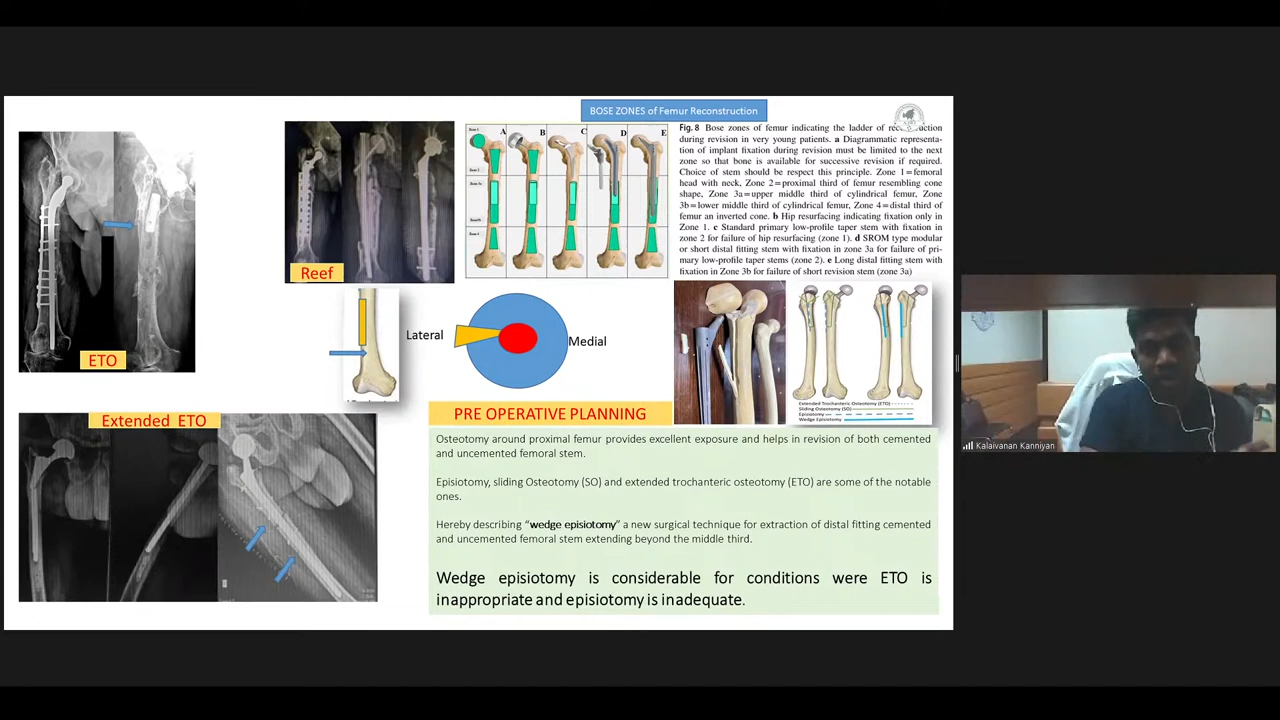 BOSE ZONES of Femur Reconstruction
Fig. 8 Bose zones of femur indicating the ladder of reconstruction
during revision in very young patients. a Diagrammatic representa-
tion of implant fixation during revision must be limited to the next
zone so that bone is available for successive revision if required.
Choice of stem should be respect this principle. Zone 1=femoral
head with neck, Zone 2=proximal third of femur resembling cone
shape, Zone 3a=upper middle third of cylindrical femur, Zone
3b=lower middle third of cylindrical femur, Zone 4=distal third of
femur an inverted cone. b Hip resurfacing indicating fixation only in
Zone 1. c Standard primary low-profile taper stem with fixation in
zone 2 for failure of hip resurfacing (zone 1). d SROM type modular
or short distal fitting stem with fixation in zone 3a for failure of pri-
mary low-profile taper stems (zone 2). e Long distal fitting stem with
fixation in Zone 3b for failure of short revision stem (zone 3a)
A B C D E
Reef
ETO
Lateral
Medial
Extended Trochanteric Osteotomy (ETO)
Sliding Osteotomy (SO)
Episiotomy
Wedge Episiotomy
Extended ETO
PRE OPERATIVE PLANNING
Osteotomy around proximal femur provides excellent exposure and helps in revision of both cemented
and uncemented femoral stem.
Episiotomy, sliding Osteotomy (SO) and extended trochanteric osteotomy (ETO) are some of the notable
ones.
Hereby describing “wedge episiotomy” a new surgical technique for extraction of distal fitting cemented
and uncemented femoral stem extending beyond the middle third.
Wedge episiotomy is considerable for conditions were ETO is
inappropriate and episiotomy is inadequate.
Kalaivanan Kanniyan